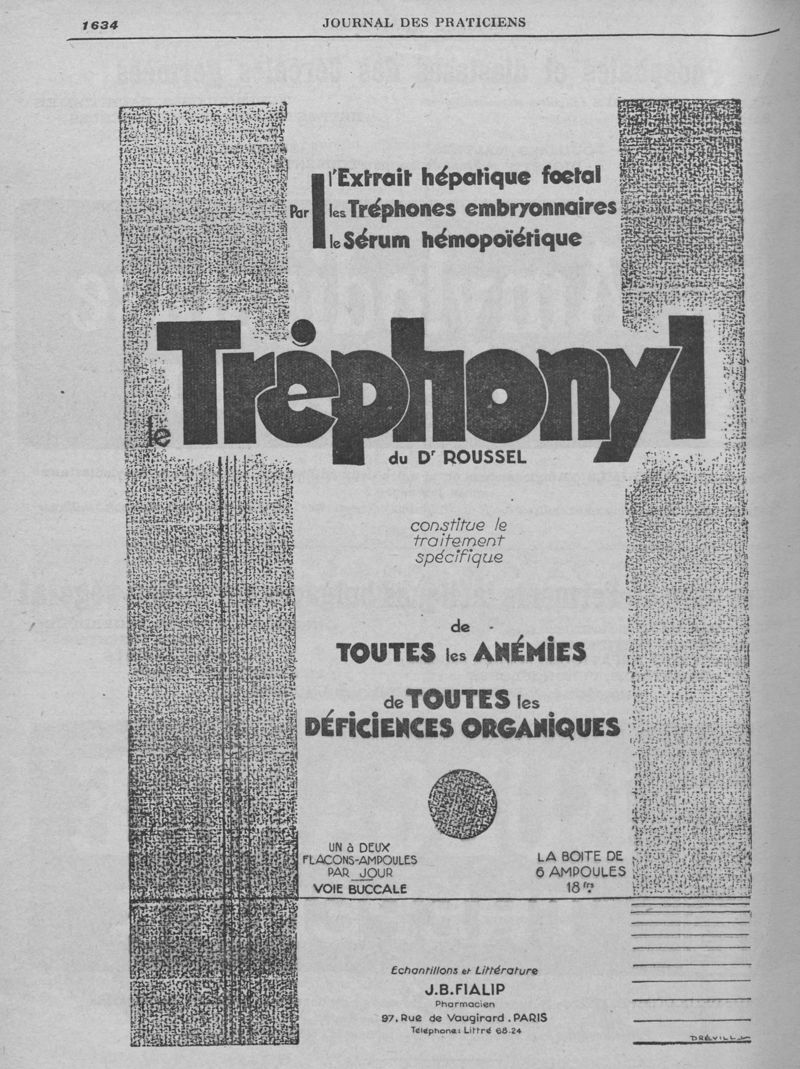 1634
JOURNAL DES PRATICIENS
Par
l'Extrait hépatique fœtal
les Tréphones embryonnaires
le Sérum hémopoïétique
le Tréphonyl
du Dr ROUSSEL
constitue le
traitement
spécifique
de
TOUTES les ANÉMIES
de TOUTES les
DÉFICIENCES ORGANIQUES
UN à DEUX
FLACONS-AMPOULES
PAR JOUR
VOIE BUCCALE
LA BOITE DE
6 AMPOULES
18 frs
Echantillons et Littérature
J.B.FIALIP
Pharmacien
97, Rue de Vaugirard . PARIS
Téléphone: Littré 68-24